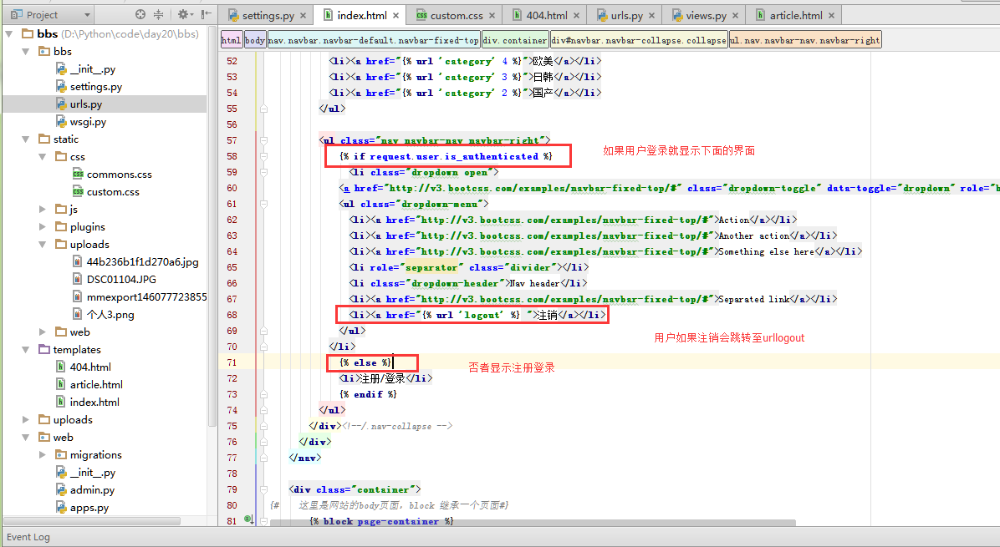 Project
settings.py
index.html
custom.css
404.html
urls.py
views.py
article.html
bbs (D:\Python\code\day20\bbs)
bbs
__init__.py
settings.py
urls.py
wsgi.py
static
css
commons.css
custom.css
js
plugins
uploads
44b236b1f1d270a6.jpg
DSC01104.JPG
mmexport146077723855
个人3.png
web
templates
404.html
article.html
index.html
uploads
web
migrations
__init__.py
admin.py
apps.py
html body nav.navbar.navbar-default.navbar-fixed-top div.container div#navbar.navbar-collapse.collapse ul.nav.navbar-nav.navbar-right
52 <li><a href="{% url 'category' 4 %}">欧美</a></li>
53 <li><a href="{% url 'category' 3 %}">日韩</a></li>
54 <li><a href="{% url 'category' 2 %}">国产</a></li>
55 </ul>
56
57 <ul class="nav navbar-nav navbar-right">
58 {% if request.user.is_authenticated %}
如果用户登录就显示下面的界面
59 <li class="dropdown open">
60 <a href="http://v3.bootcss.com/examples/navbar-fixed-top/#" class="dropdown-toggle" data-toggle="dropdown" role="b
61 <ul class="dropdown-menu">
62 <li><a href="http://v3.bootcss.com/examples/navbar-fixed-top/#">Action</a></li>
63 <li><a href="http://v3.bootcss.com/examples/navbar-fixed-top/#">Another action</a></li>
64 <li><a href="http://v3.bootcss.com/examples/navbar-fixed-top/#">Something else here</a></li>
65 <li role="separator" class="divider"></li>
66 <li class="dropdown-header">Nav header</li>
67 <li><a href="http://v3.bootcss.com/examples/navbar-fixed-top/#">Separated link</a></li>
68 <li><a href="{% url 'logout' %} ">注销</a></li>
69 </ul>
用户如果注销会跳转至urllogout
70 </li>
71 {% else %}
否者显示注册登录
72 <li>注册/登录</li>
73 {% endif %}
74 </ul>
75 </div><!--/.nav-collapse -->
76 </div>
77 </nav>
78
79 <div class="container">
80 {# 这里是网站的body页面，block 继承一个页面#}
81 {% block page-container %}
Event Log